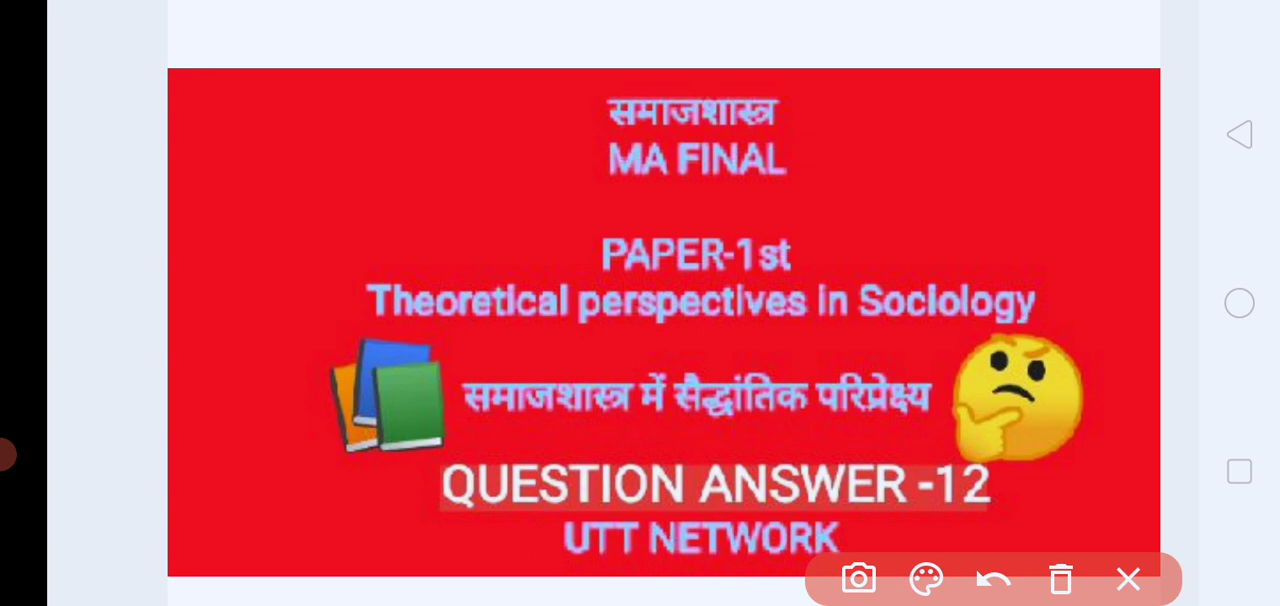 समाजशास्त्र
MA FINAL
PAPER-1st
Theoretical perspectives in Sociology
समाजशास्त्र में सैद्धांतिक परिप्रेक्ष्य
QUESTION ANSWER -12
UTT NETWORK